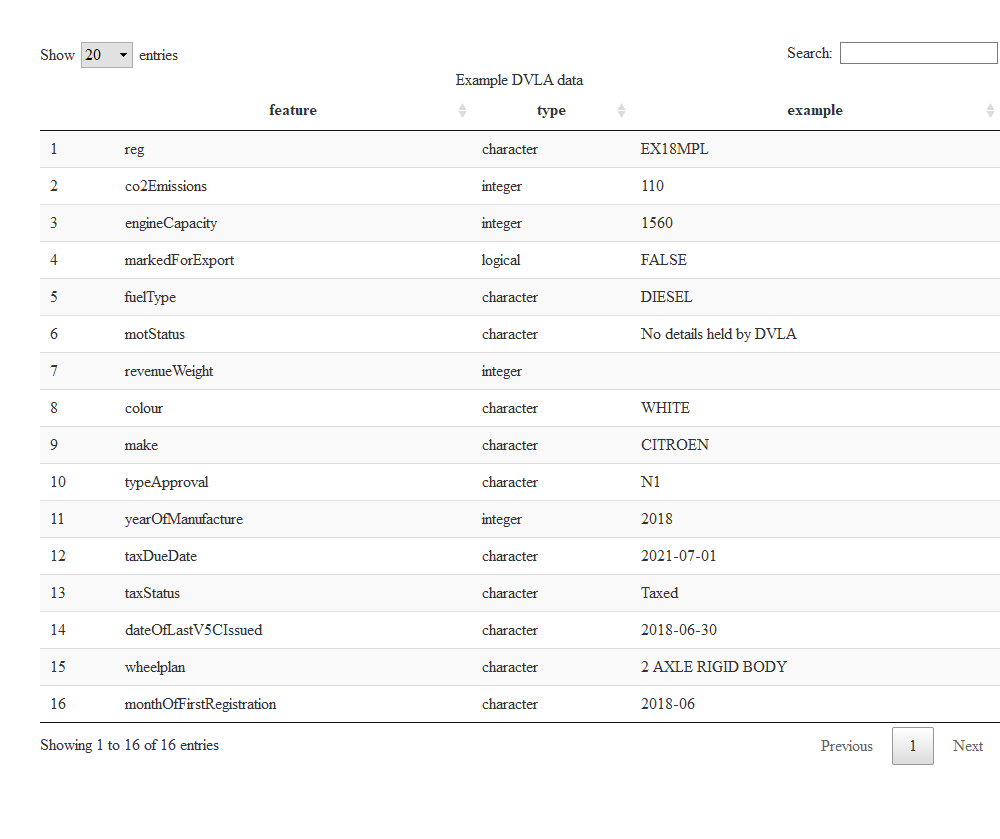 Show 20 entries Search:
Example DVLA data
feature type example
1 reg character EX18MPL
2 co2Emissions integer 110
3 engineCapacity integer 1560
4 markedForExport logical FALSE
5 fuelType character DIESEL
6 motStatus character No details held by DVLA
7 revenueWeight integer
8 colour character WHITE
9 make character CITROEN
10 typeApproval character N1
11 yearOfManufacture integer 2018
12 taxDueDate character 2021-07-01
13 taxStatus character Taxed
14 dateOfLastV5CIssued character 2018-06-30
15 wheelplan character 2 AXLE RIGID BODY
16 monthOfFirstRegistration character 2018-06
Showing 1 to 16 of 16 entries Previous 1 Next